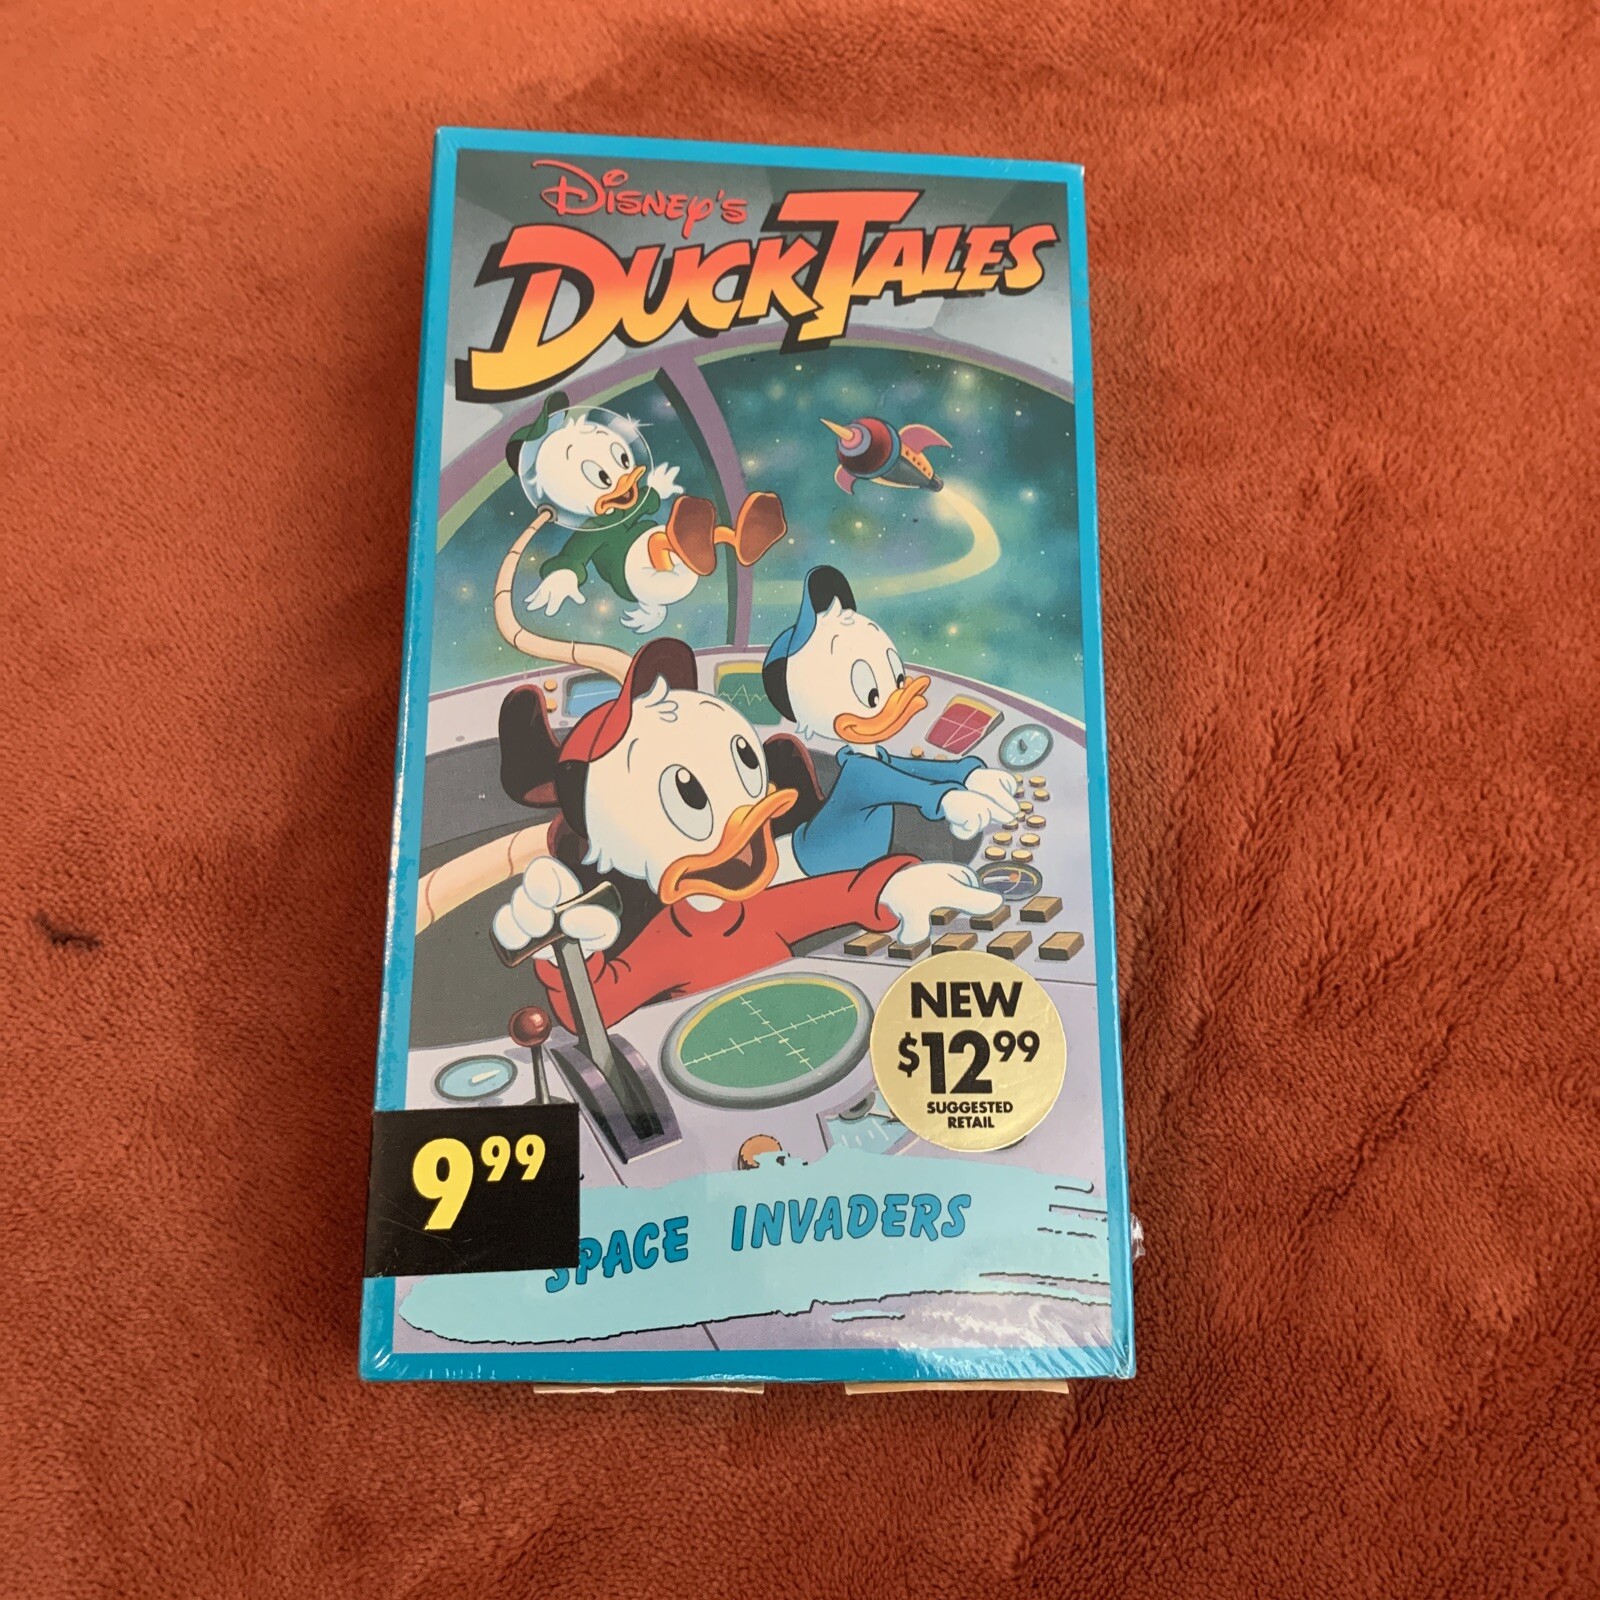 DISNEY'S
DUCKTALES
NEW
$12.99
SUGGESTED
RETAIL
9.99
SPACE INVADERS